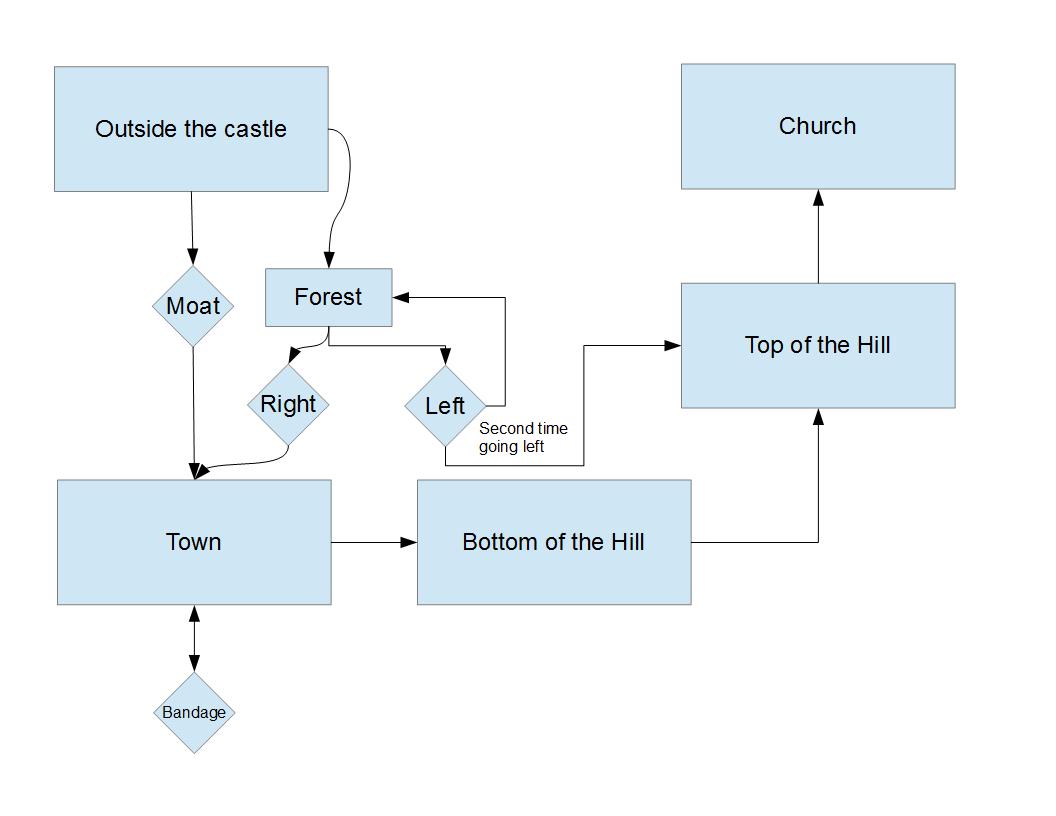 Outside the castle
Church
Moat
Forest
Top of the Hill
Right
Left
Second time
going left
Town
Bottom of the Hill
Bandage